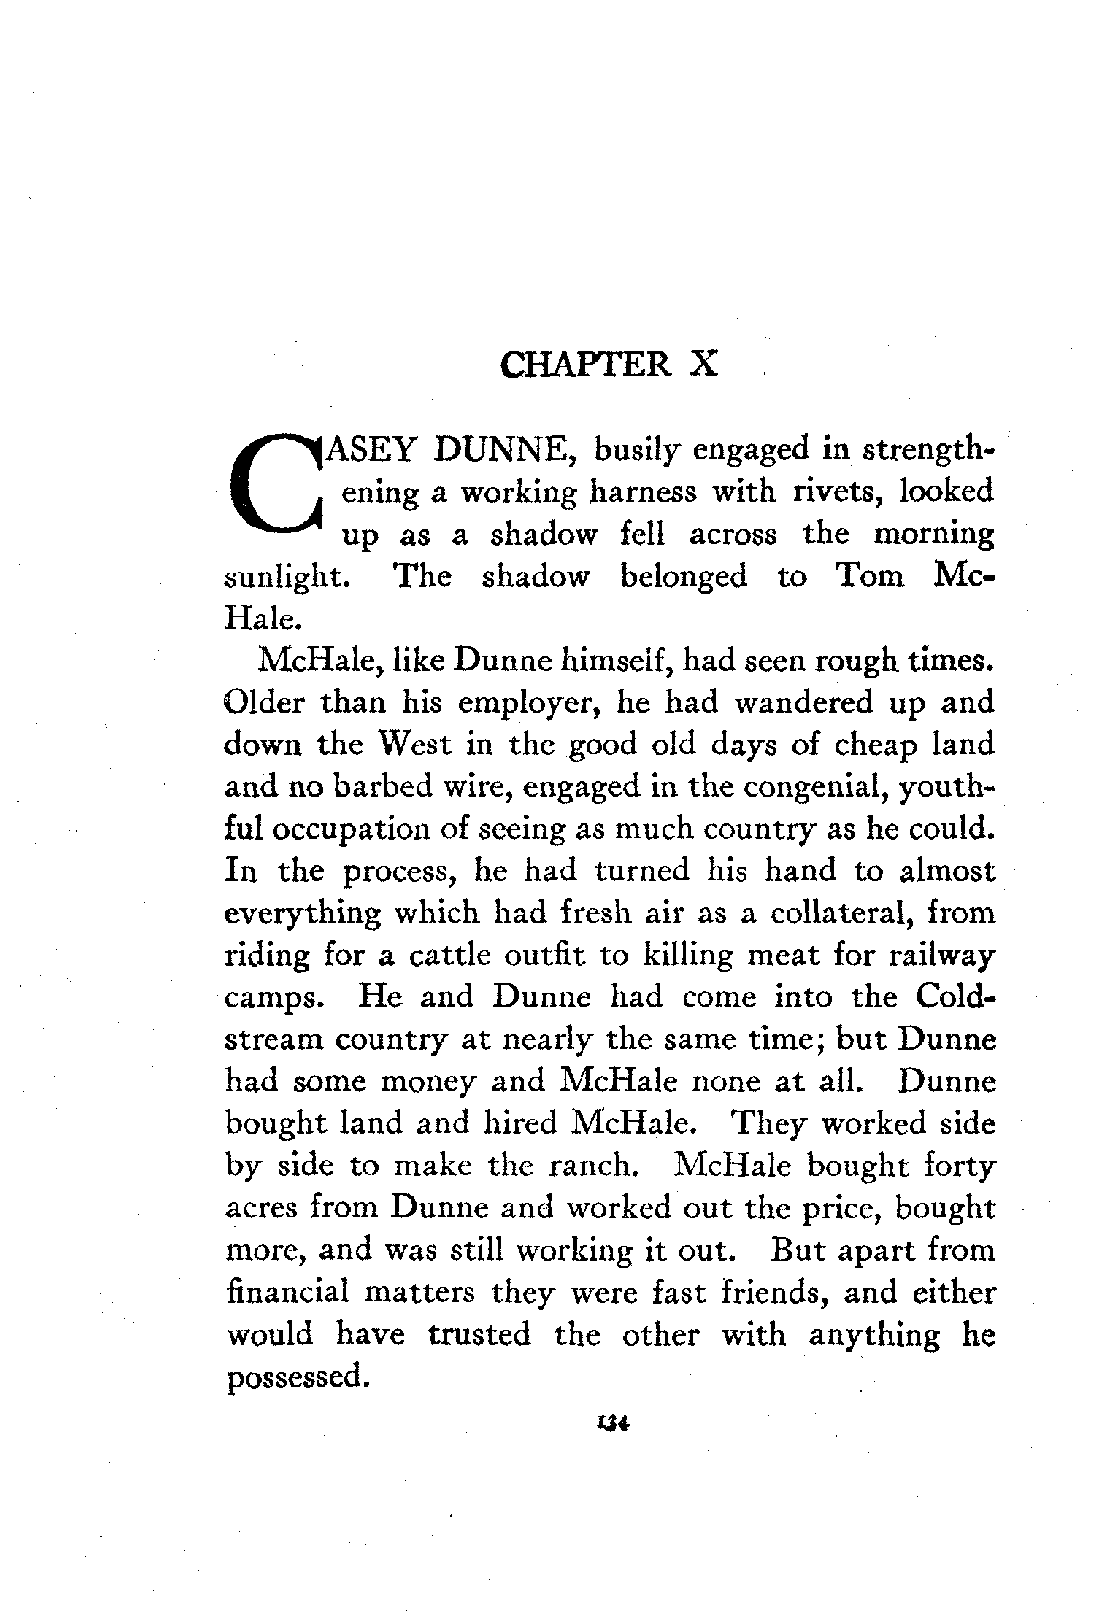 CHAPTER X
CASEY DUNNE, busily engaged in strength-
ening a working harness with rivets, looked
up as a shadow fell across the morning
sunlight. The shadow belonged to Tom Mc-
Hale.
McHale, like Dunne himself, had seen rough times.
Older than his employer, he had wandered up and
down the West in the good old days of cheap land
and no barbed wire, engaged in the congenial, youth-
ful occupation of seeing as much country as he could.
In the process, he had turned his hand to almost
everything which had fresh air as a collateral, from
riding for a cattle outfit to killing meat for railway
camps. He and Dunne had come into the Cold-
stream country at nearly the same time; but Dunne
had some money and McHale none at all. Dunne
bought land and hired McHale. They worked side
by side to make the ranch. McHale bought forty
acres from Dunne and worked out the price, bought
more, and was still working it out. But apart from
financial matters they were fast friends, and either
would have trusted the other with anything he
possessed.
134